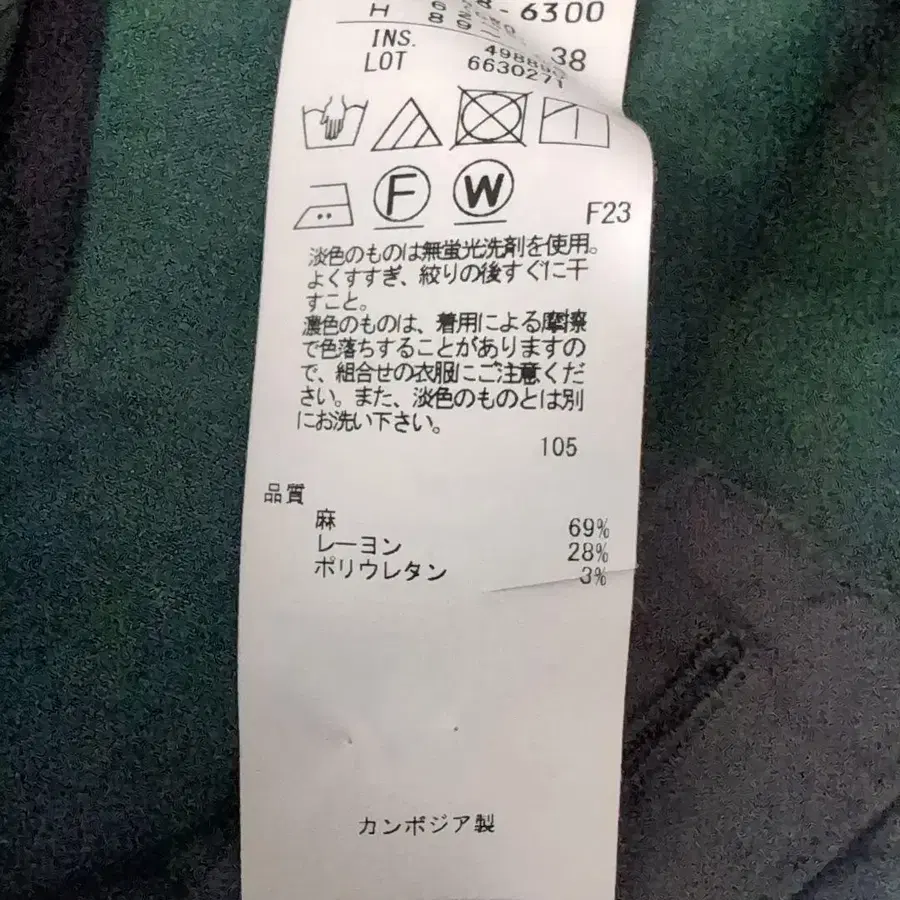 H
-6300
INS. 38
LOT 6630271
F
W
F23
淡色のものは無蛍光洗剤を使用。
よくすすぎ、絞りの後すぐに干
すこと。
濃色のものは、着用による摩擦
で色落ちすることがありますの
で、組合せの衣服にご注意くだ
さい。また、淡色のものとは別
にお洗い下さい。
105
品質
麻 69%
レーヨン 28%
ポリウレタン 3%
カンボジア製